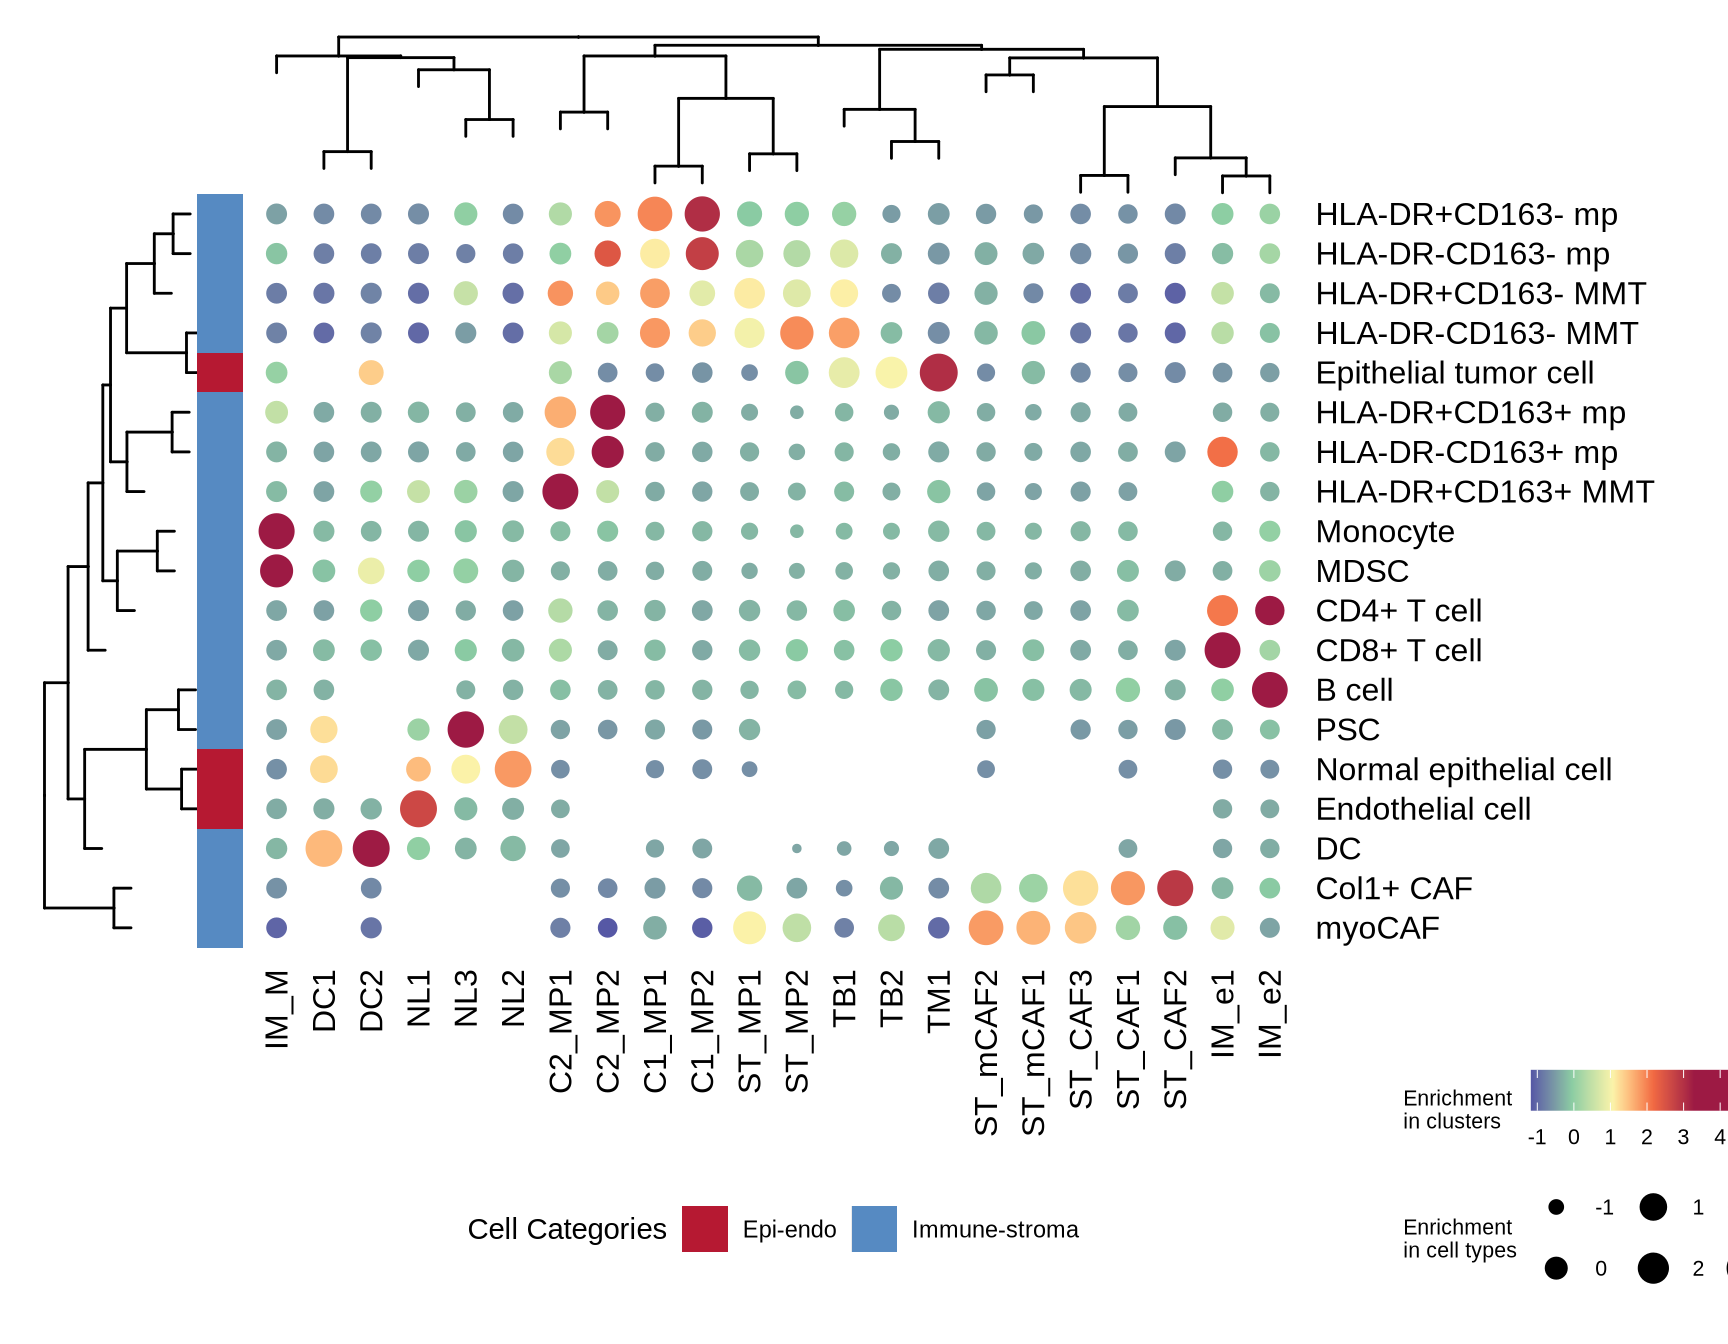 HLA-DR+CD163- mp
HLA-DR-CD163- mp
HLA-DR+CD163- MMT
HLA-DR-CD163- MMT
Epithelial tumor cell
HLA-DR+CD163+ mp
HLA-DR-CD163+ mp
HLA-DR+CD163+ MMT
Monocyte
MDSC
CD4+ T cell
CD8+ T cell
B cell
PSC
Normal epithelial cell
Endothelial cell
DC
Col1+ CAF
myoCAF
IM_M
DC1
DC2
NL1
NL3
NL2
C2_MP1
C2_MP2
C1_MP1
C1_MP2
ST_MP1
ST_MP2
TB1
TB2
TM1
ST_mCAF2
ST_mCAF1
ST_CAF3
ST_CAF1
ST_CAF2
IM_e1
IM_e2
Enrichment
in clusters
-1 0 1 2 3 4
Enrichment
in cell types
-1 1
0 2
Cell Categories Epi-endo Immune-stroma